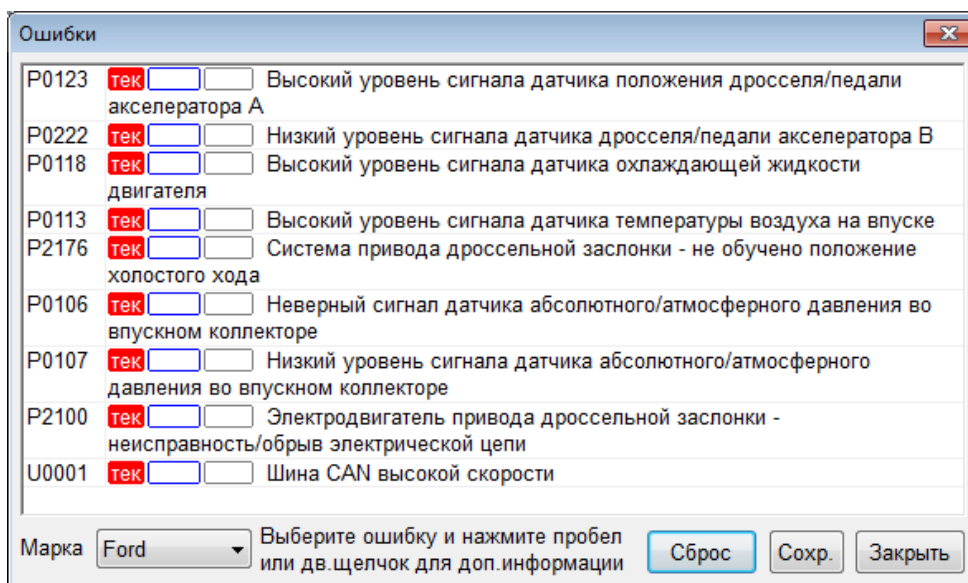 Ошибки
P0123 тек Высокий уровень сигнала датчика положения дросселя/педали
акселератора A
P0222 тек Низкий уровень сигнала датчика дросселя/педали акселератора B
P0118 тек Высокий уровень сигнала датчика охлаждающей жидкости
двигателя
P0113 тек Высокий уровень сигнала датчика температуры воздуха на впуске
P2176 тек Система привода дроссельной заслонки - не обучено положение
холостого хода
P0106 тек Неверный сигнал датчика абсолютного/атмосферного давления во
впускном коллекторе
P0107 тек Низкий уровень сигнала датчика абсолютного/атмосферного
давления во впускном коллекторе
P2100 тек Электродвигатель привода дроссельной заслонки -
неисправность/обрыв электрической цепи
U0001 тек Шина CAN высокой скорости
Марка Ford Выберите ошибку и нажмите пробел
или дв.щелчок для доп.информации Сброс Сохр. Закрыть